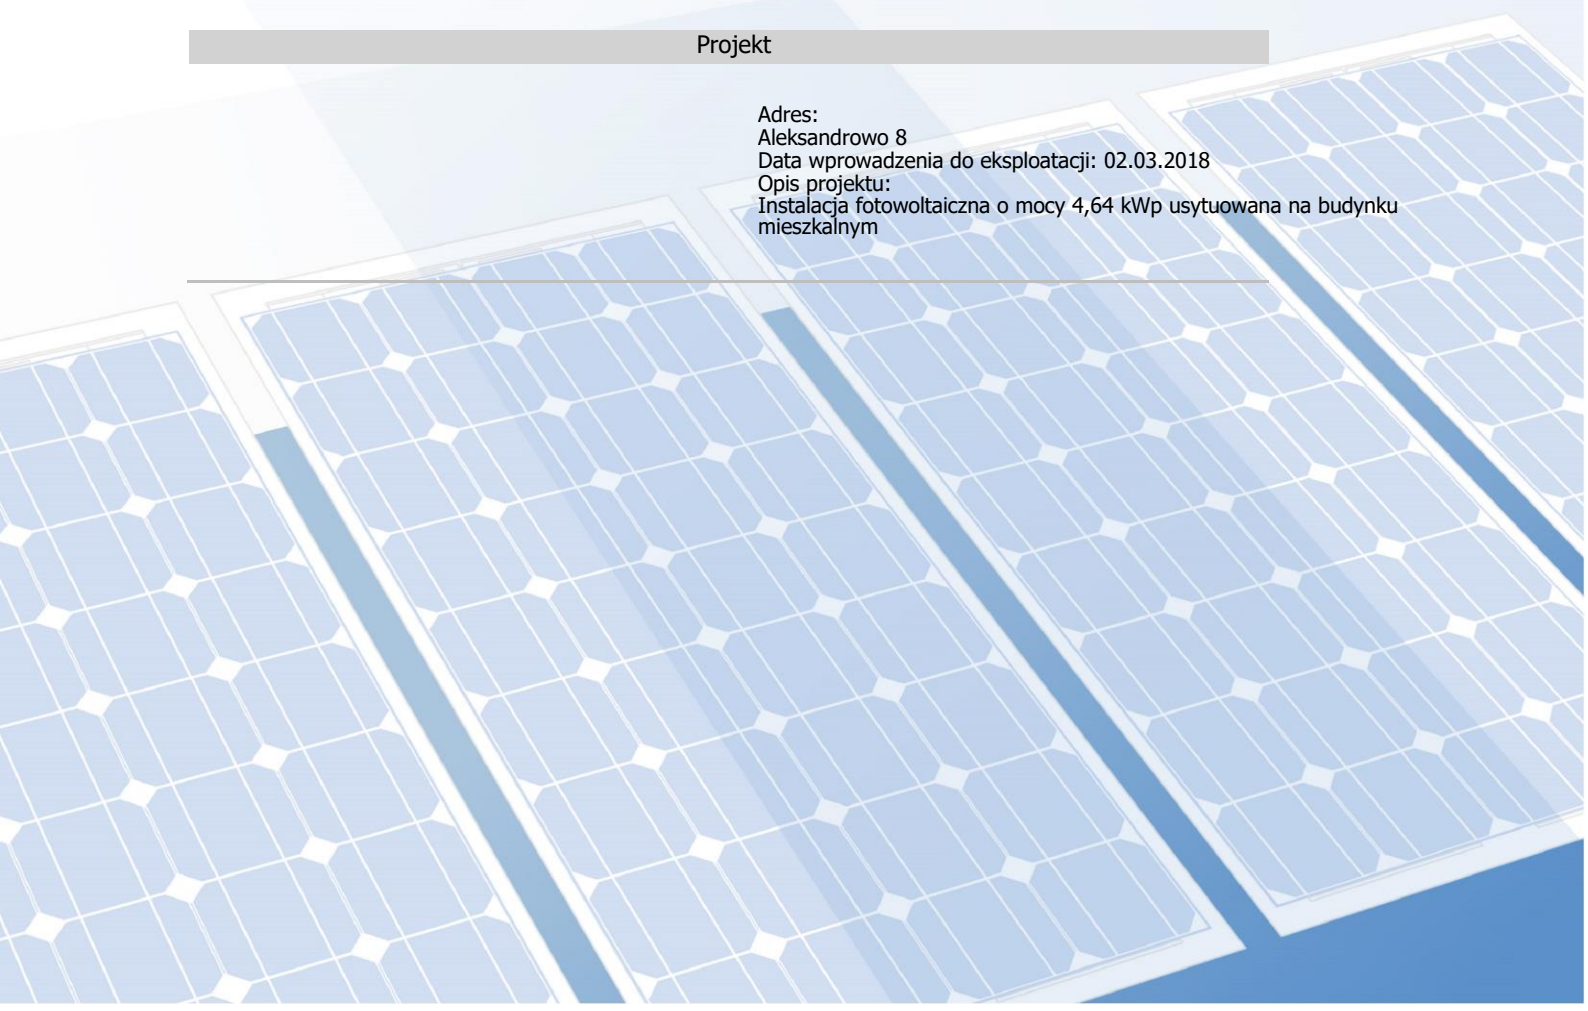 Projekt
Adres:
Aleksandrowo 8
Data wprowadzenia do eksploatacji: 02.03.2018
Opis projektu:
Instalacja fotowoltaiczna o mocy 4,64 kWp usytuowana na budynku
mieszkalnym